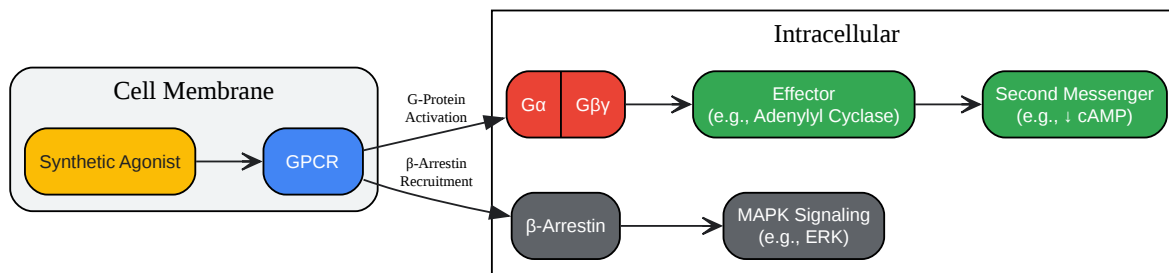 Cell Membrane
Synthetic Agonist
GPCR
G-Protein
Activation
β-Arrestin
Recruitment
Intracellular
Gα
Gβγ
Effector
(e.g., Adenylyl Cyclase)
Second Messenger
(e.g., ↓ cAMP)
β-Arrestin
MAPK Signaling
(e.g., ERK)